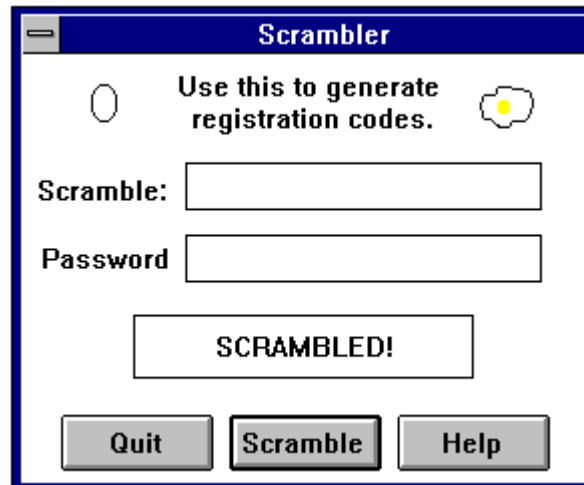 Scrambler
Use this to generate
registration codes.
Scramble:
Password
SCRAMBLED!
Quit Scramble Help